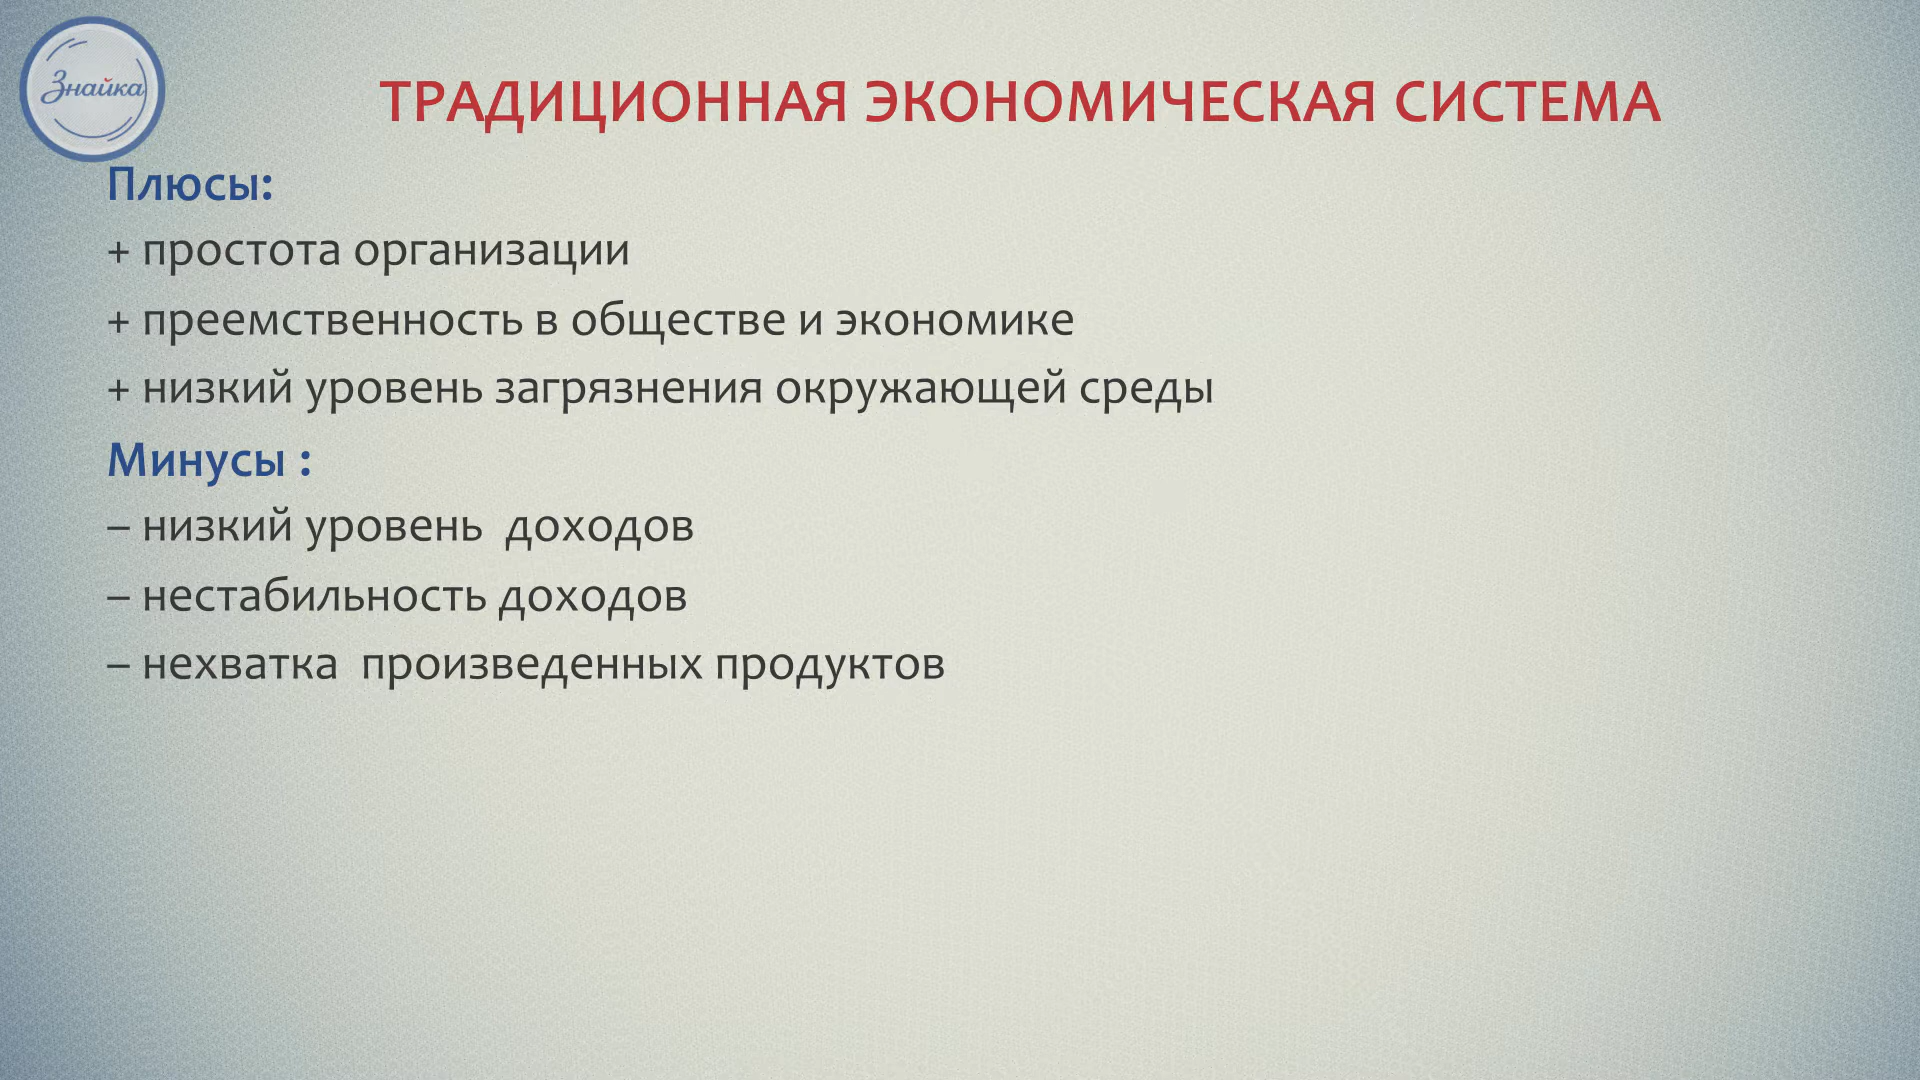 Знайка
ТРАДИЦИОННАЯ ЭКОНОМИЧЕСКАЯ СИСТЕМА
Плюсы:
+ простота организации
+ преемственность в обществе и экономике
+ низкий уровень загрязнения окружающей среды
Минусы :
– низкий уровень  доходов
– нестабильность доходов
– нехватка  произведенных продуктов